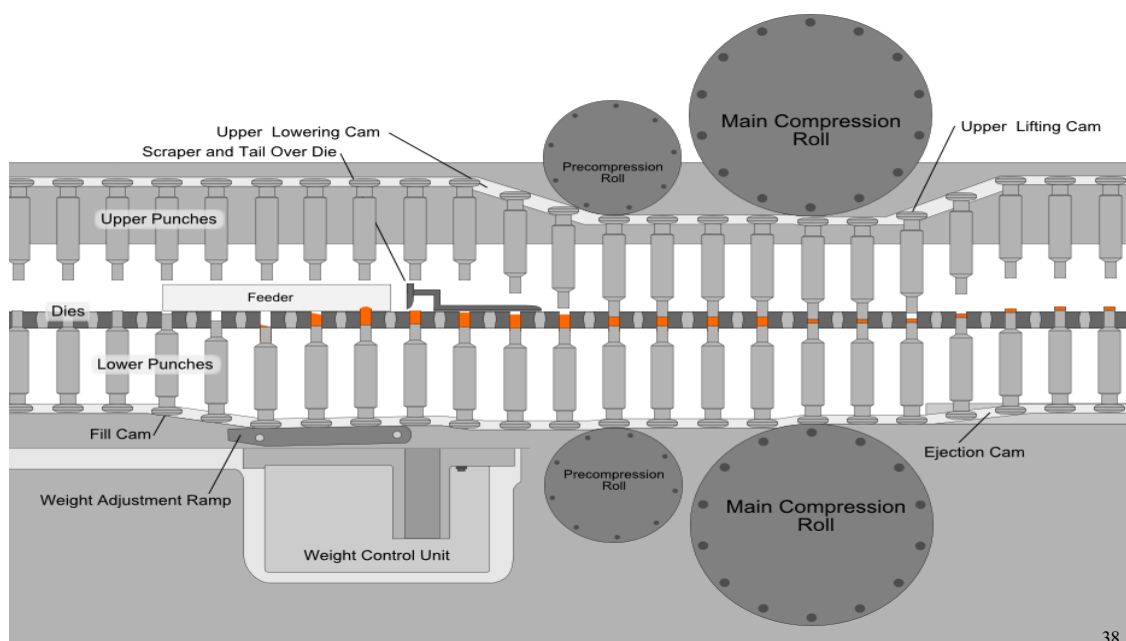 Main Compression
Roll
Upper Lowering Cam
Scraper and Tail Over Die
Upper Lifting Cam
Precompression
Roll
Upper Punches
Feeder
Dies
Lower Punches
Fill Cam
Ejection Cam
Weight Adjustment Ramp
Precompression
Roll
Main Compression
Roll
Weight Control Unit
38